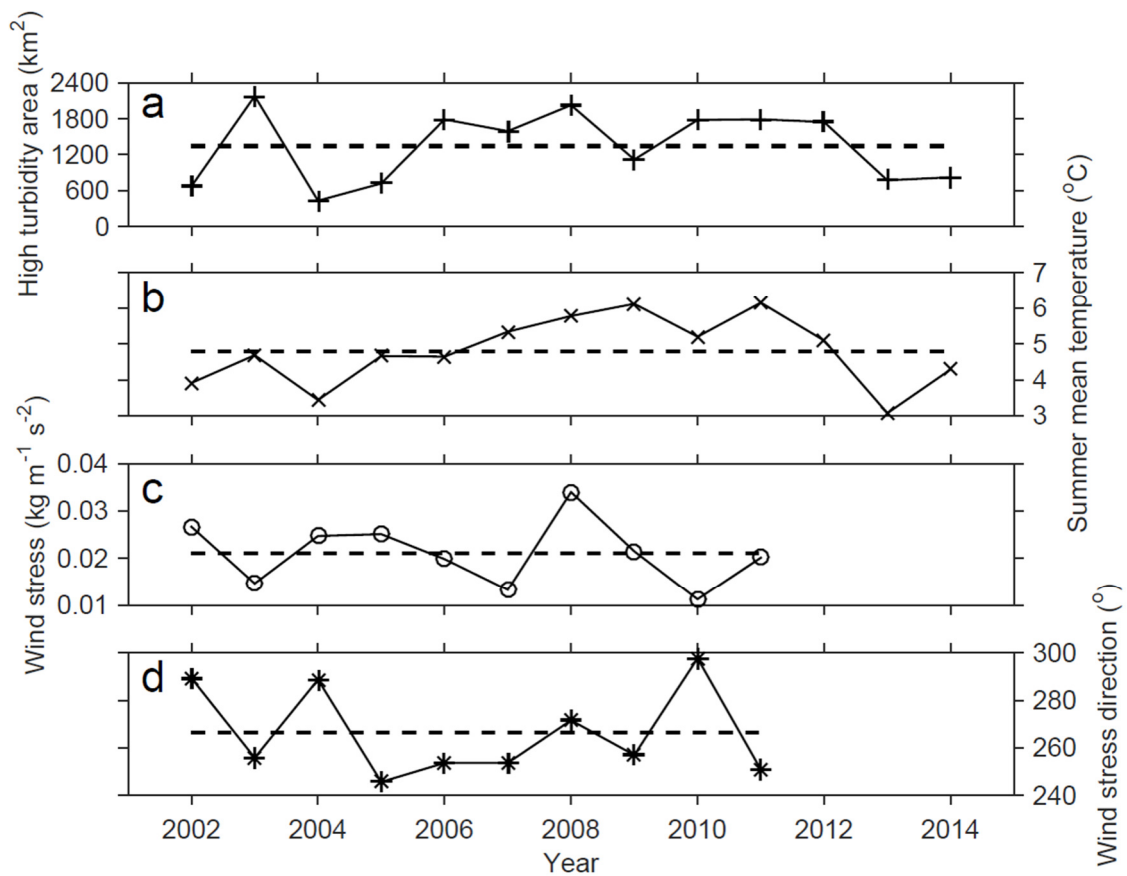 High turbidity area (km2)
2400
1800
1200
600
0
a
Summer mean temperature (oC)
7
6
5
4
3
b
Wind stress (kg m-1 s-2)
0.04
0.03
0.02
0.01
c
Wind stress direction (o)
300
280
260
240
d
2002 2004 2006 2008 2010 2012 2014
Year